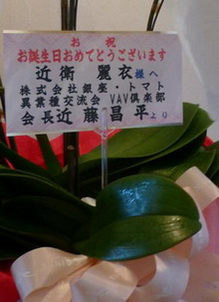 お祝
お誕生日おめでとうございます
近衛 麗衣様へ
株式会社銀座・トマト
異業種交流会 VAV倶楽部
会長近藤昌平より